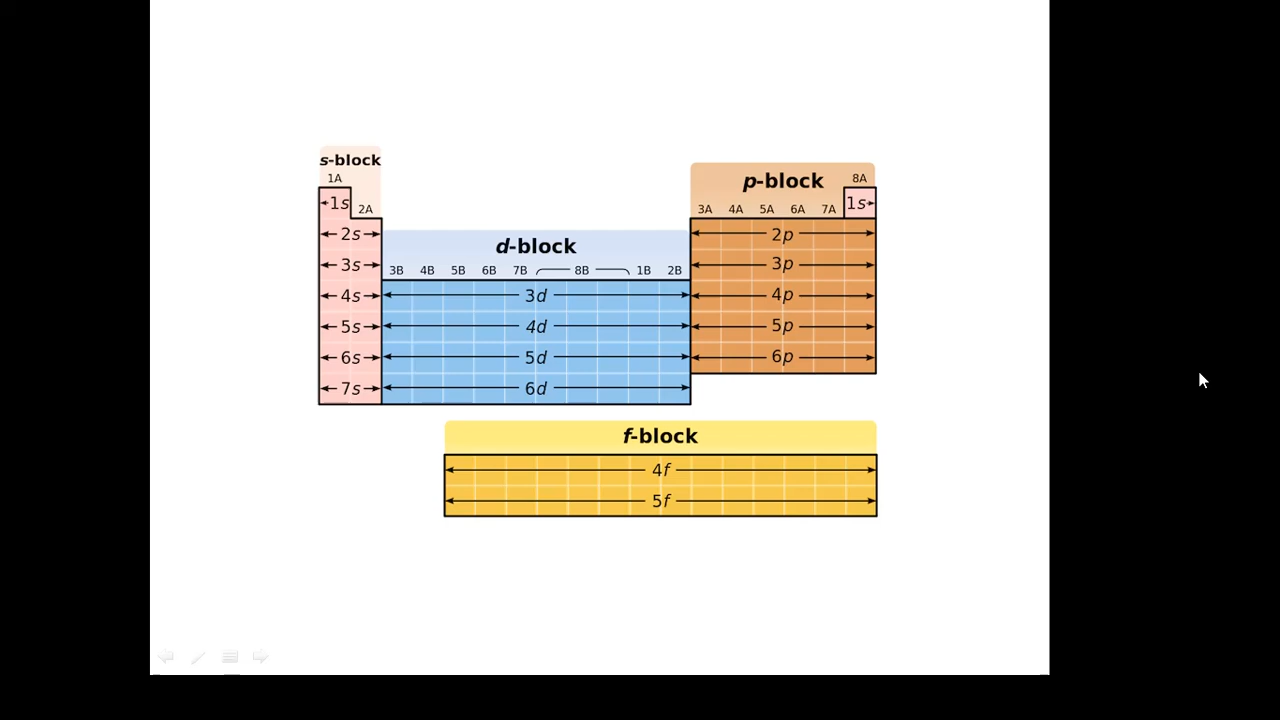 s-block
1A
2A
1s
2s
3s
4s
5s
6s
7s
d-block
3B 4B 5B 6B 7B 8B 1B 2B
3d
4d
5d
6d
p-block
8A
3A 4A 5A 6A 7A
1s
2p
3p
4p
5p
6p
f-block
4f
5f